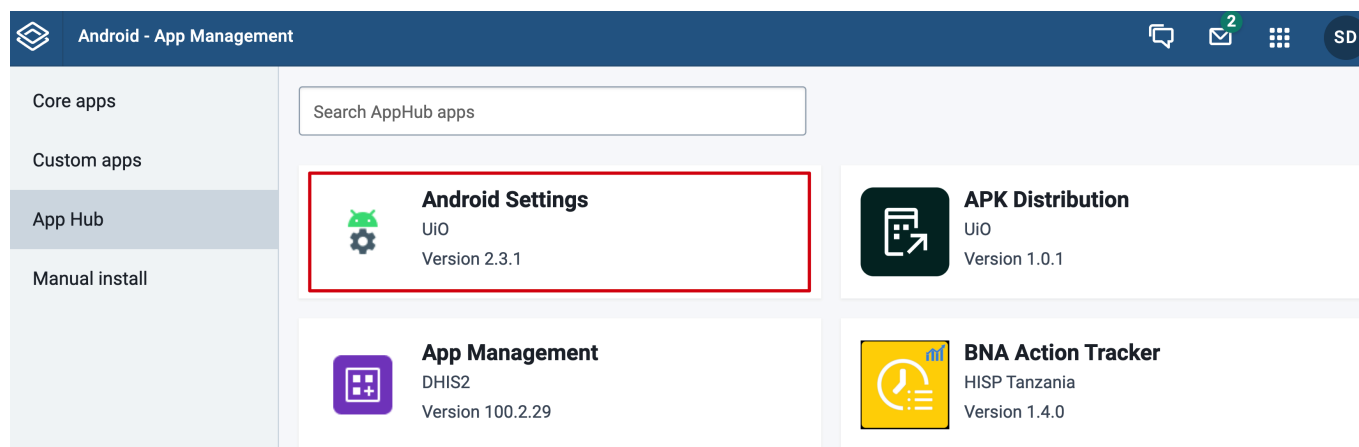 Android - App Management
2
SD
Core apps
Custom apps
App Hub
Manual install
Search AppHub apps
Android Settings
UiO
Version 2.3.1
APK Distribution
UiO
Version 1.0.1
App Management
DHIS2
Version 100.2.29
BNA Action Tracker
HISP Tanzania
Version 1.4.0